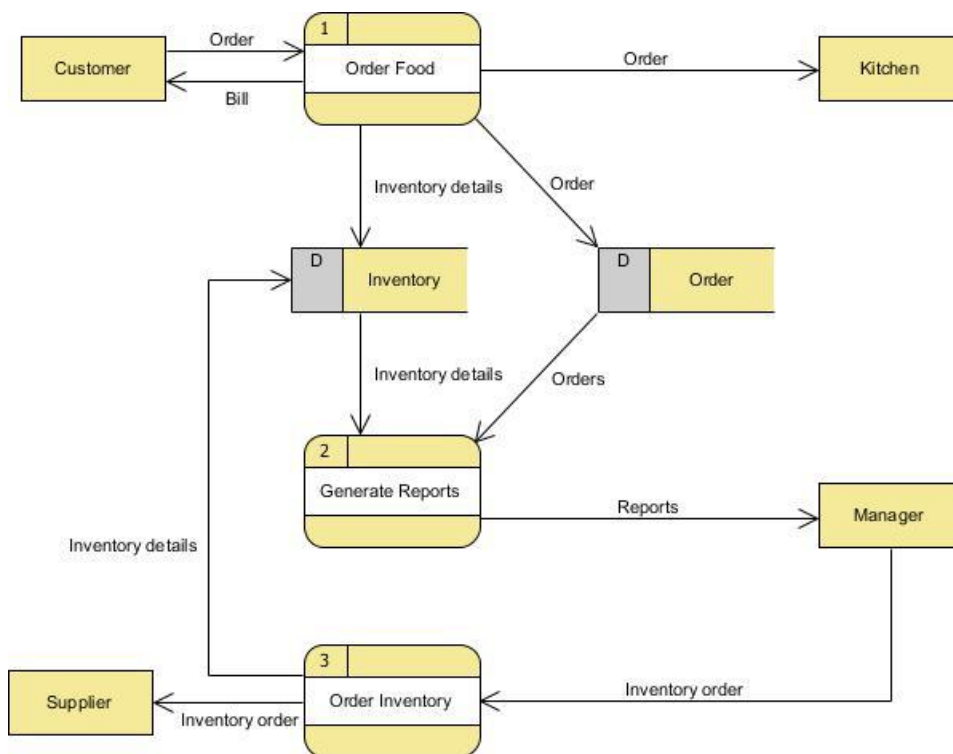 1
Order
Customer
Order Food
Order
Kitchen
Bill
Inventory details
Order
D
Inventory
D
Order
Inventory details
Orders
2
Generate Reports
Reports
Manager
Inventory details
3
Inventory order
Supplier
Order Inventory
Inventory order